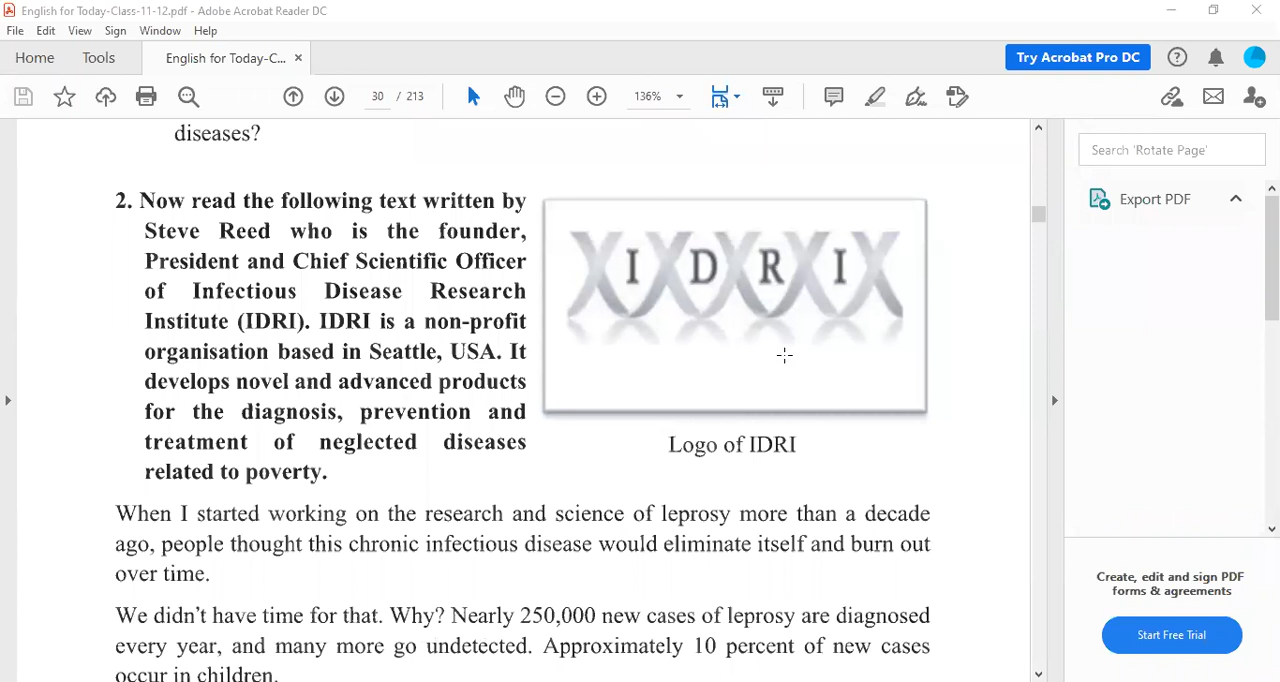 English for Today-Class-11-12.pdf - Adobe Acrobat Reader DC
File Edit View Sign Window Help
Home Tools English for Today-C... × Try Acrobat Pro DC
30 / 213 136%
diseases?
Search 'Rotate Page'
Export PDF
2. Now read the following text written by
Steve Reed who is the founder,
President and Chief Scientific Officer
of Infectious Disease Research
Institute (IDRI). IDRI is a non-profit
organisation based in Seattle, USA. It
develops novel and advanced products
for the diagnosis, prevention and
treatment of neglected diseases
related to poverty.
I D R I
Logo of IDRI
When I started working on the research and science of leprosy more than a decade
ago, people thought this chronic infectious disease would eliminate itself and burn out
over time.
We didn't have time for that. Why? Nearly 250,000 new cases of leprosy are diagnosed
every year, and many more go undetected. Approximately 10 percent of new cases
occur in children.
Create, edit and sign PDF
forms & agreements
Start Free Trial